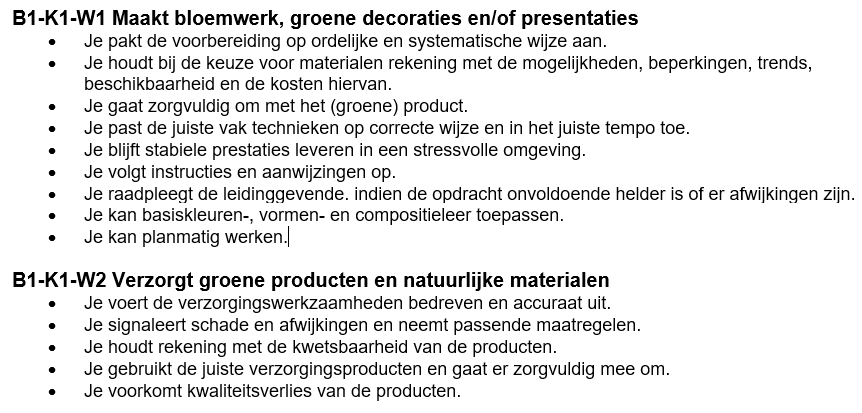 B1-K1-W1 Maakt bloemwerk, groene decoraties en/of presentaties
• Je pakt de voorbereiding op ordelijke en systematische wijze aan.
• Je houdt bij de keuze voor materialen rekening met de mogelijkheden, beperkingen, trends,
beschikbaarheid en de kosten hiervan.
• Je gaat zorgvuldig om met het (groene) product.
• Je past de juiste vak technieken op correcte wijze en in het juiste tempo toe.
• Je blijft stabiele prestaties leveren in een stressvolle omgeving.
• Je volgt instructies en aanwijzingen op.
• Je raadpleegt de leidinggevende. indien de opdracht onvoldoende helder is of er afwijkingen zijn.
• Je kan basiskleuren-, vormen- en compositieleer toepassen.
• Je kan planmatig werken.
B1-K1-W2 Verzorgt groene producten en natuurlijke materialen
• Je voert de verzorgingswerkzaamheden bedreven en accuraat uit.
• Je signaleert schade en afwijkingen en neemt passende maatregelen.
• Je houdt rekening met de kwetsbaarheid van de producten.
• Je gebruikt de juiste verzorgingsproducten en gaat er zorgvuldig mee om.
• Je voorkomt kwaliteitsverlies van de producten.